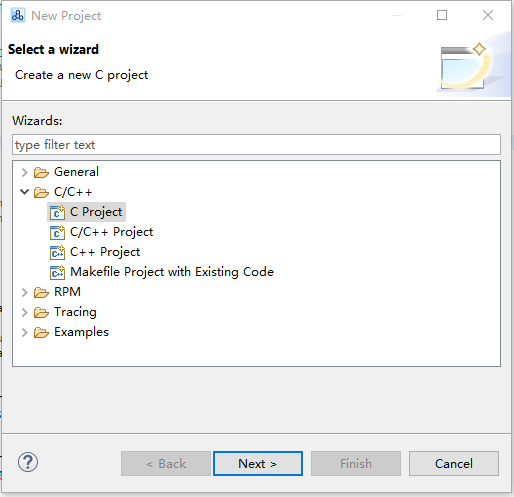 New Project
Select a wizard
Create a new C project
Wizards:
type filter text
General
C/C++
C Project
C/C++ Project
C++ Project
Makefile Project with Existing Code
RPM
Tracing
Examples
?
< Back
Next >
Finish
Cancel